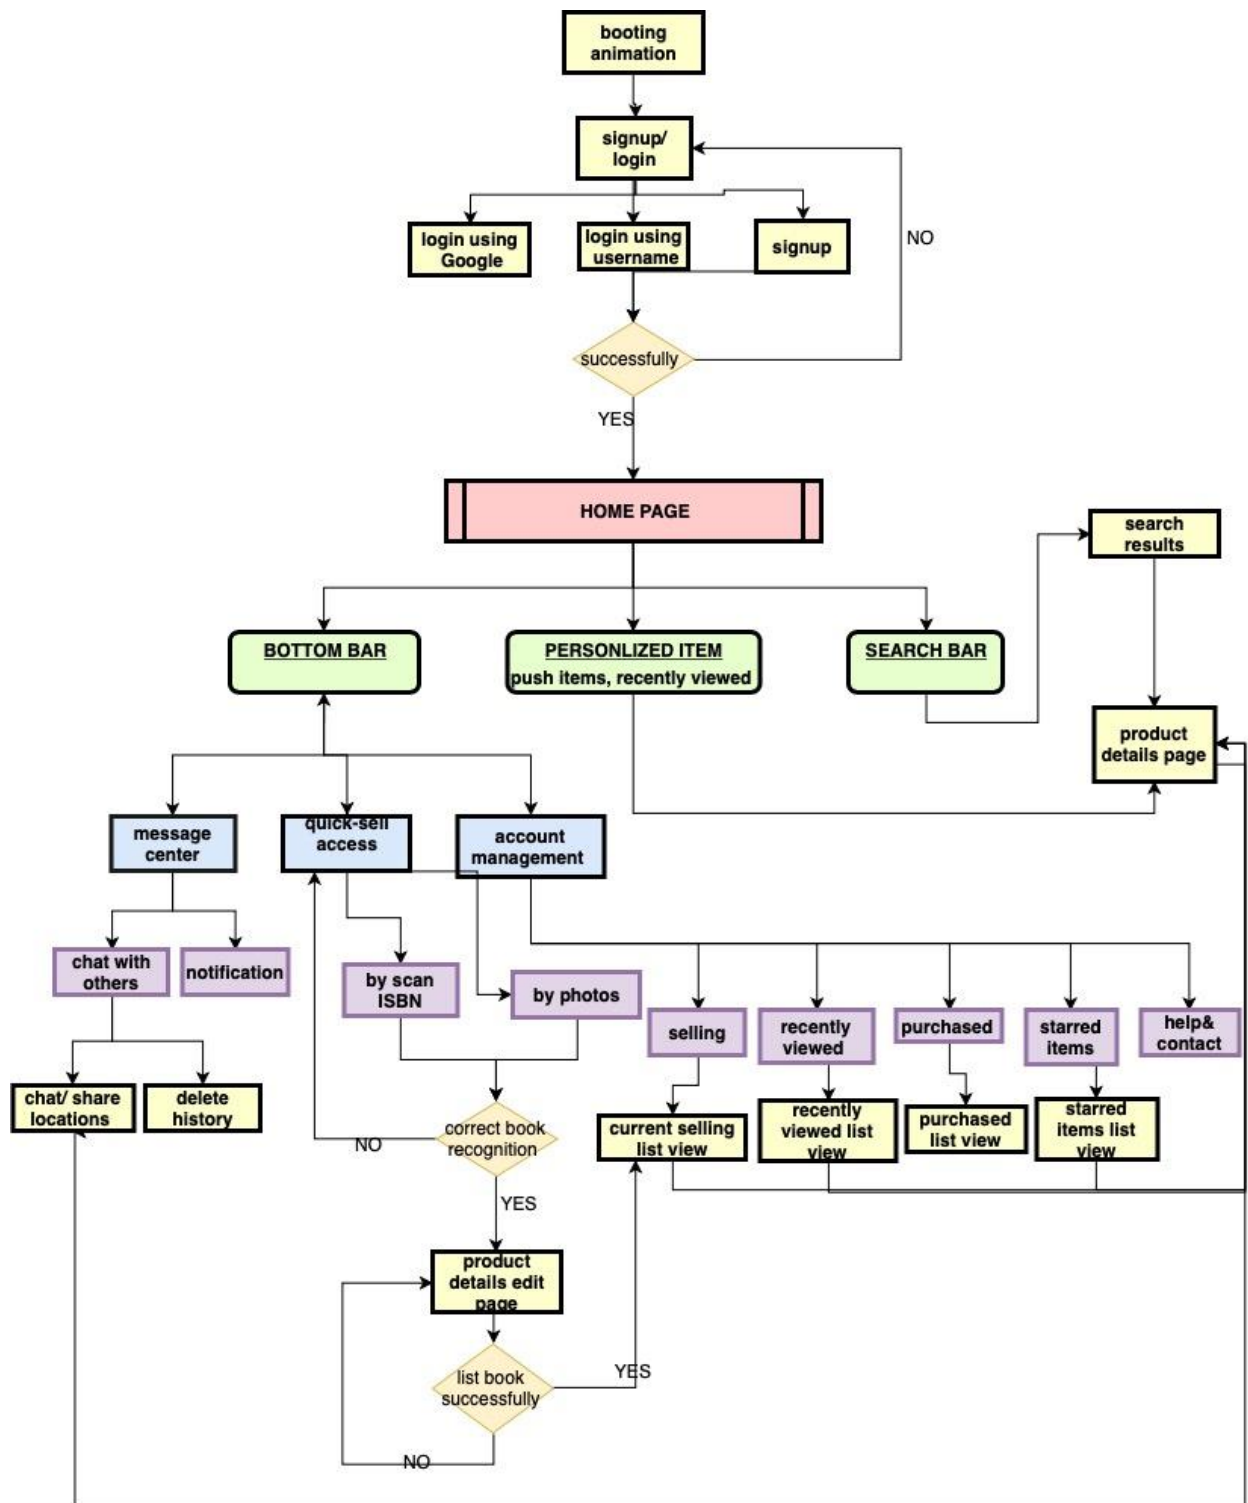 booting
animation
signup/
login
login using
Google
login using
username
signup
NO
successfully
YES
HOME PAGE
search
results
BOTTOM BAR
PERSONLIZED ITEM
push items, recently viewed
SEARCH BAR
product
details page
message
center
quick-sell
access
account
management
chat with
others
notification
by scan
ISBN
by photos
selling
recently
viewed
purchased
starred
items
help&
contact
chat/ share
locations
delete
history
correct book
recognition
NO
YES
current selling
list view
recently
viewed list
view
purchased
list view
starred
items list
view
product
details edit
page
list book
successfully
YES
NO